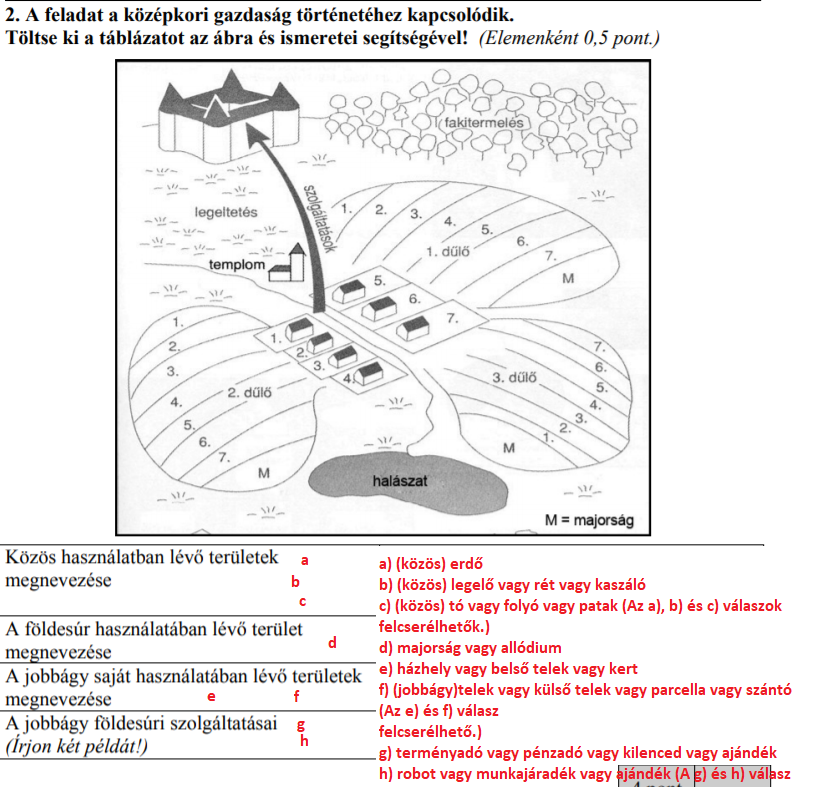 2. A feladat a középkori gazdaság történetéhez kapcsolódik.
Töltse ki a táblázatot az ábra és ismeretei segítségével! (Elemenként 0,5 pont.)
fakitermelés
legeltetés
szolgáltatások
templom
1.
2.
3.
4.
5.
6.
7.
1. dűlő
M
5.
6.
7.
1.
2.
3.
4.
1.
2.
3.
4.
5.
6.
7.
2. dűlő
M
7.
6.
5.
4.
3.
2.
1.
3. dűlő
M
halászat
M = majorság
Közös használatban lévő területek a
megnevezése b
c
A földesúr használatában lévő terület
megnevezése d
A jobbágy saját használatában lévő területek
megnevezése e f
A jobbágy földesúri szolgáltatásai g
(Írjon két példát!) h
a) (közös) erdő
b) (közös) legelő vagy rét vagy kaszáló
c) (közös) tó vagy folyó vagy patak (Az a), b) és c) válaszok
felcserélhetők.)
d) majorság vagy allódium
e) házhely vagy belső telek vagy kert
f) (jobbágy)telek vagy külső telek vagy parcella vagy szántó
(Az e) és f) válasz
felcserélhető.)
g) terményadó vagy pénzadó vagy kilenced vagy ajándék
h) robot vagy munkajáradék vagy ajándék (A g) és h) válasz
4 pont